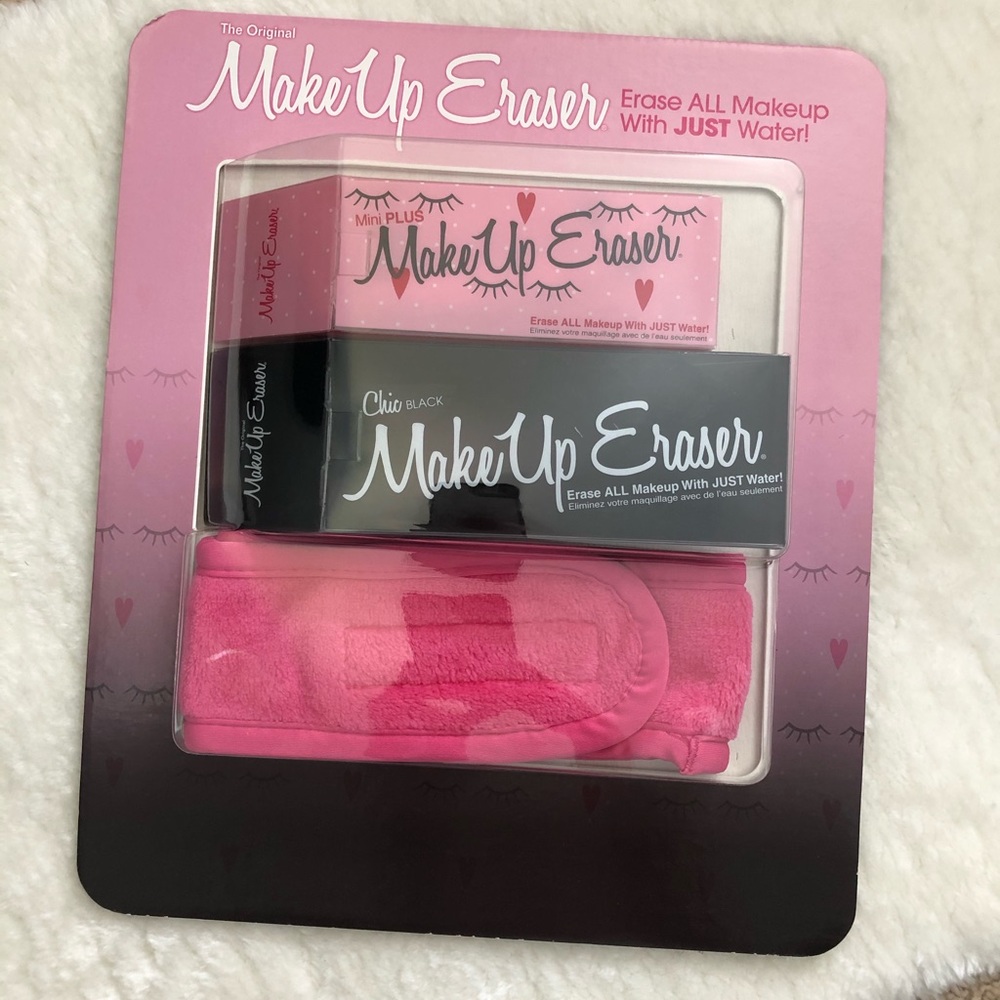 The Original
MakeUp Eraser
Erase ALL Makeup
With JUST Water!
Mini PLUS
MakeUp Eraser
Erase ALL Makeup With JUST Water!
Eliminez votre maquillage avec de l'eau seulement
MakeUp Eraser
Chic BLACK
MakeUp Eraser®
Erase ALL Makeup With JUST Water!
Eliminez votre maquillage avec de l'eau seulement
The Original
MakeUp Eraser